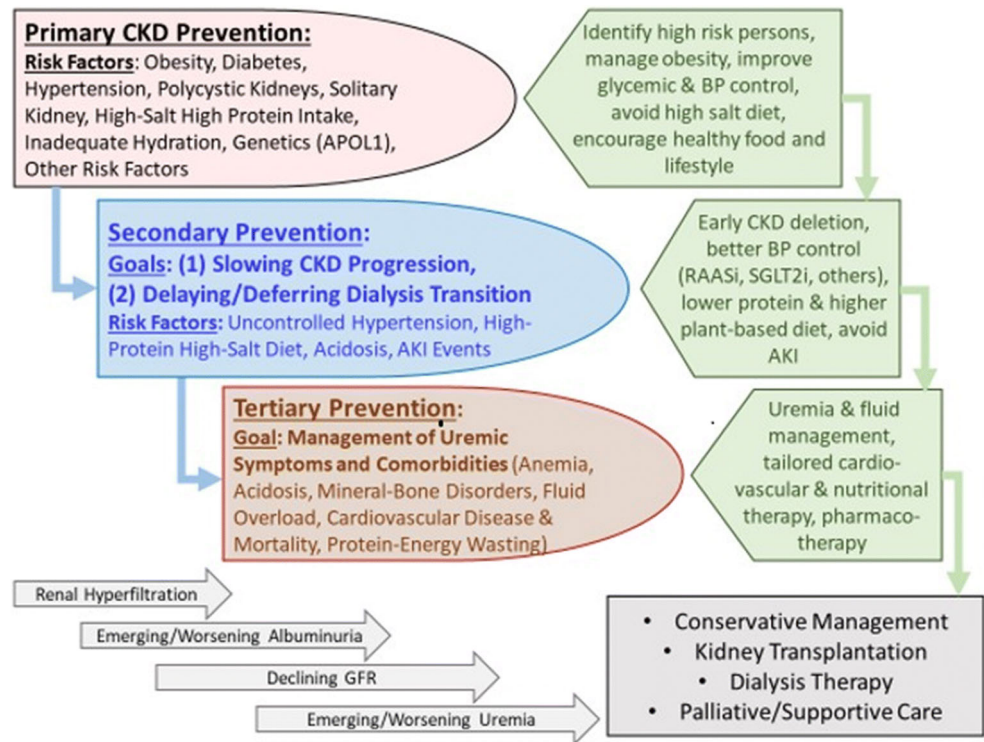 Primary CKD Prevention:
Risk Factors: Obesity, Diabetes,
Hypertension, Polycystic Kidneys, Solitary
Kidney, High-Salt High Protein Intake,
Inadequate Hydration, Genetics (APOL1),
Other Risk Factors
Identify high risk persons,
manage obesity, improve
glycemic & BP control,
avoid high salt diet,
encourage healthy food and
lifestyle
Secondary Prevention:
Goals: (1) Slowing CKD Progression,
(2) Delaying/Deferring Dialysis Transition
Risk Factors: Uncontrolled Hypertension, High-
Protein High-Salt Diet, Acidosis, AKI Events
Early CKD deletion,
better BP control
(RAASi, SGLT2i, others),
lower protein & higher
plant-based diet, avoid
AKI
Tertiary Prevention:
Goal: Management of Uremic
Symptoms and Comorbidities (Anemia,
Acidosis, Mineral-Bone Disorders, Fluid
Overload, Cardiovascular Disease &
Mortality, Protein-Energy Wasting)
Uremia & fluid
management,
tailored cardio-
vascular & nutritional
therapy, pharmaco-
therapy
Renal Hyperfiltration
Emerging/Worsening Albuminuria
Declining GFR
Emerging/Worsening Uremia
• Conservative Management
• Kidney Transplantation
• Dialysis Therapy
• Palliative/Supportive Care